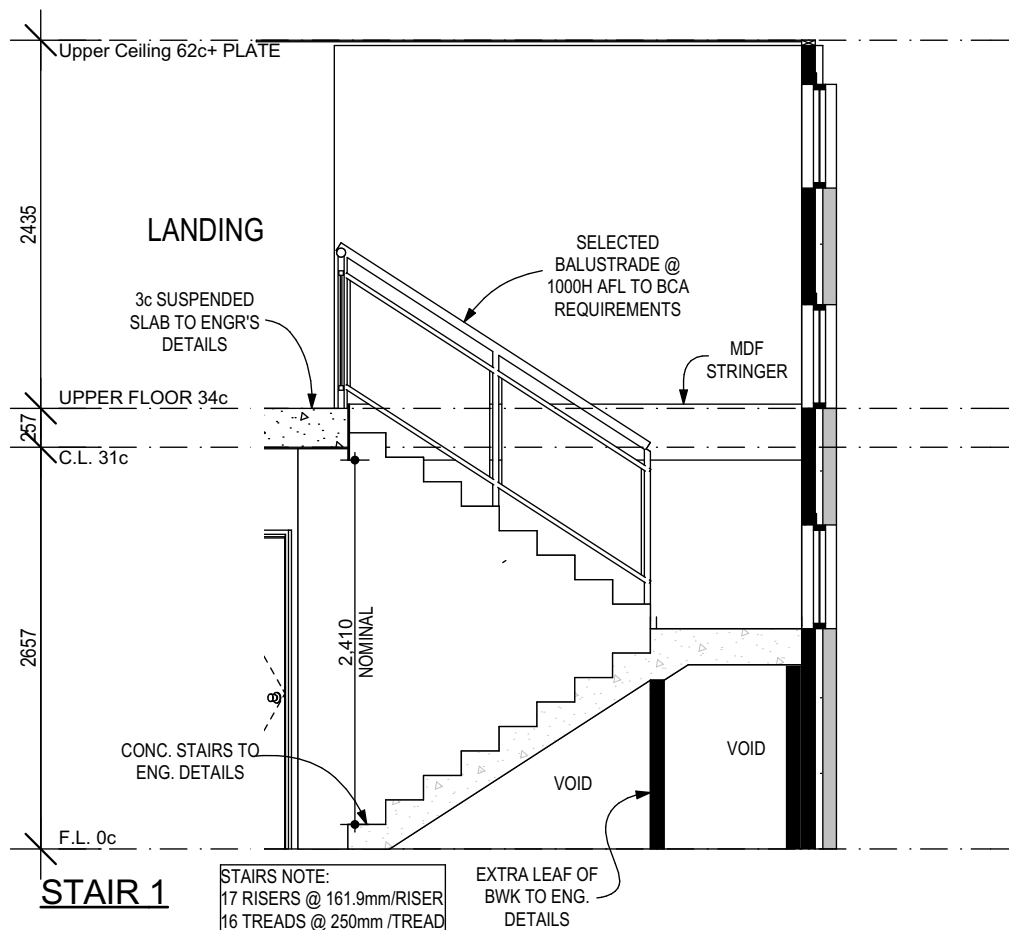 Upper Ceiling 62c+ PLATE
2435
LANDING
SELECTED
BALUSTRADE @
1000H AFL TO BCA
REQUIREMENTS
3c SUSPENDED
SLAB TO ENGR'S
DETAILS
MDF
STRINGER
UPPER FLOOR 34c
257
C.L. 31c
2657
2,410
NOMINAL
CONC. STAIRS TO
ENG. DETAILS
VOID
VOID
F.L. 0c
STAIR 1
STAIRS NOTE:
17 RISERS @ 161.9mm/RISER
16 TREADS @ 250mm /TREAD
EXTRA LEAF OF
BWK TO ENG.
DETAILS